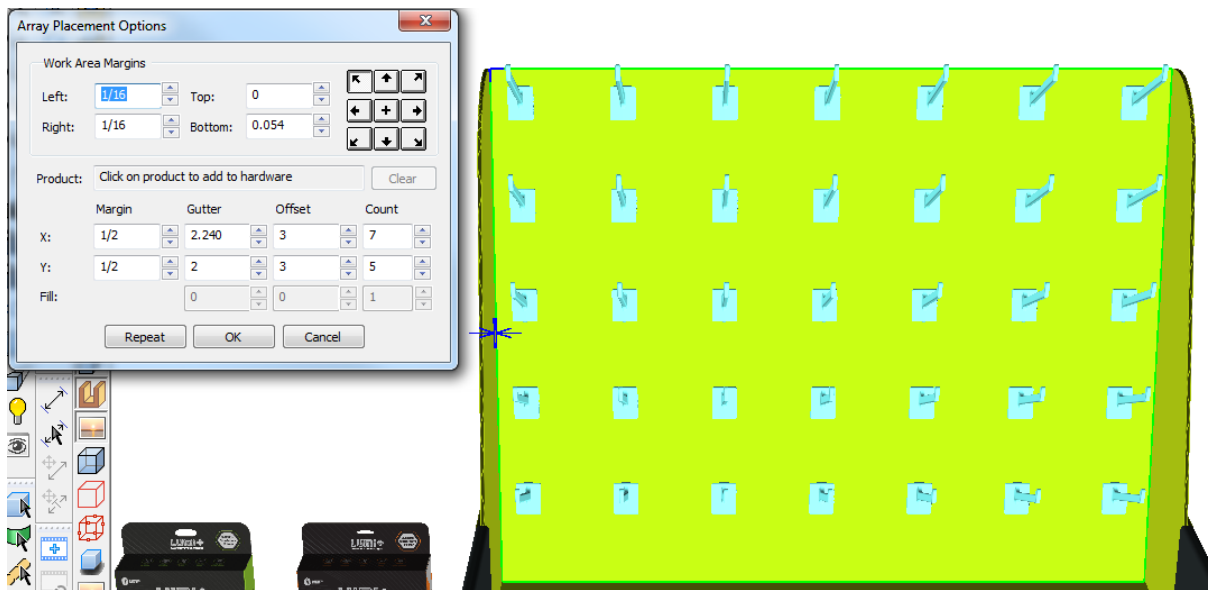 Array Placement Options
Work Area Margins
Left: 1/16 Top: 0
Right: 1/16 Bottom: 0.054
Product: Click on product to add to hardware Clear
Margin Gutter Offset Count
X: 1/2 2.240 3 7
Y: 1/2 2 3 5
Fill: 0 0 1
Repeat OK Cancel